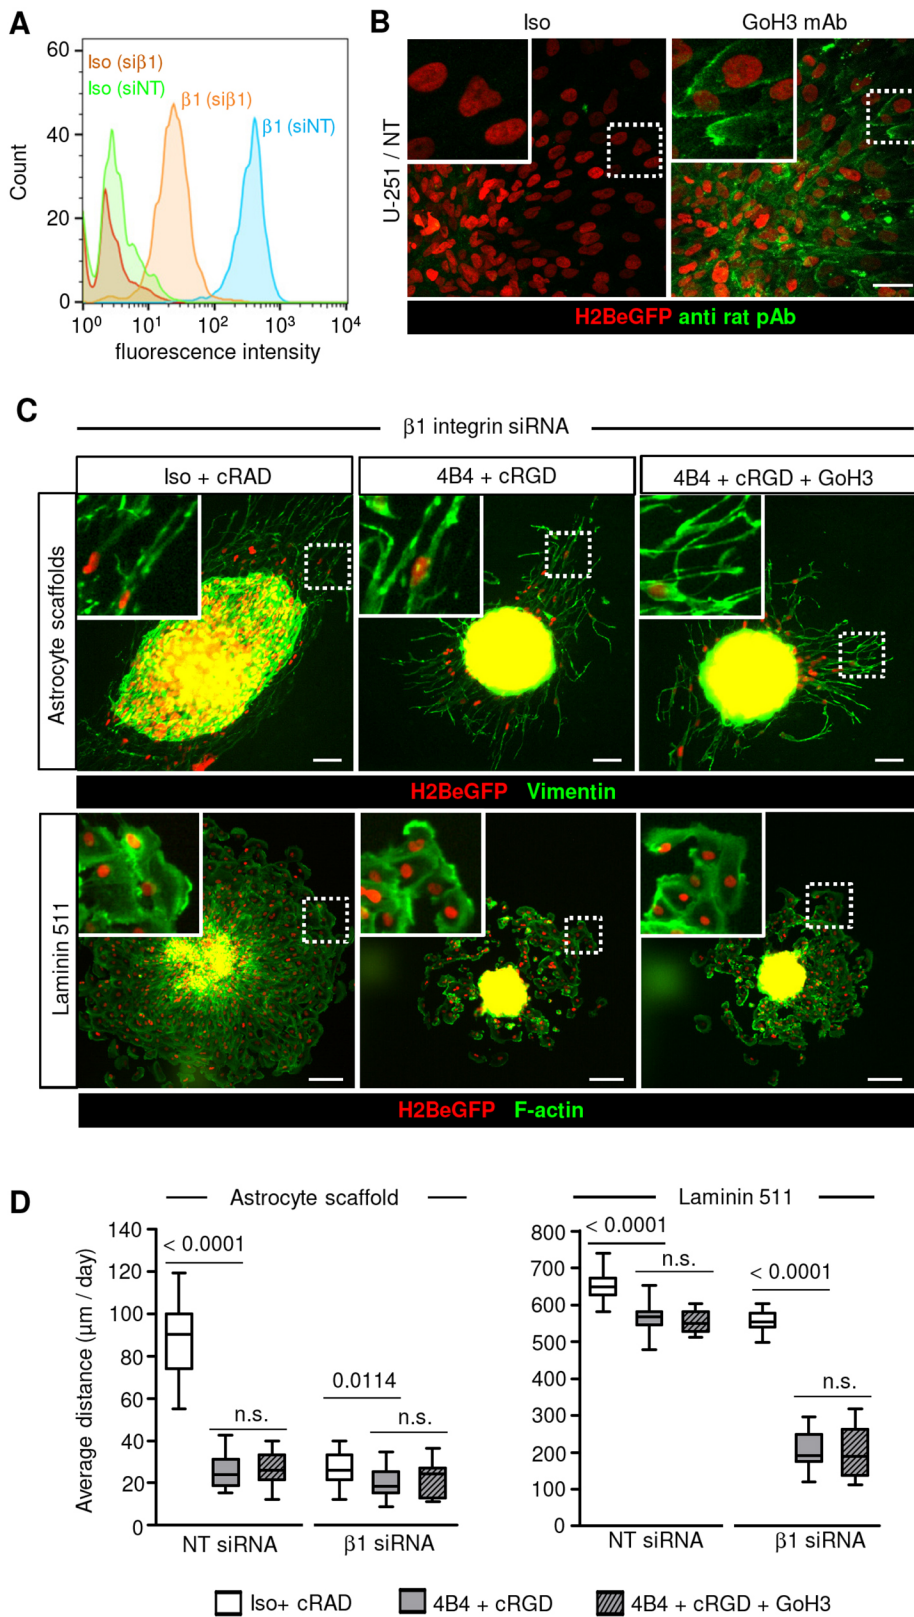 A
60
40
20
0
Count
Iso (siβ1)
Iso (siNT)
β1 (siβ1)
β1 (siNT)
10⁰ 10¹ 10² 10³ 10⁴
fluorescence intensity
B
Iso GoH3 mAb
U-251 / NT
H2BeGFP anti rat pAb
C
β1 integrin siRNA
Iso + cRAD 4B4 + cRGD 4B4 + cRGD + GoH3
Astrocyte scaffolds
H2BeGFP Vimentin
Laminin 511
H2BeGFP F-actin
D
Astrocyte scaffold
Average distance (µm / day)
140
120
100
80
60
40
20
0
< 0.0001
n.s.
0.0114
n.s.
NT siRNA β1 siRNA
Laminin 511
800
700
600
500
400
300
200
100
0
< 0.0001
n.s.
< 0.0001
n.s.
NT siRNA β1 siRNA
Iso+ cRAD 4B4 + cRGD 4B4 + cRGD + GoH3